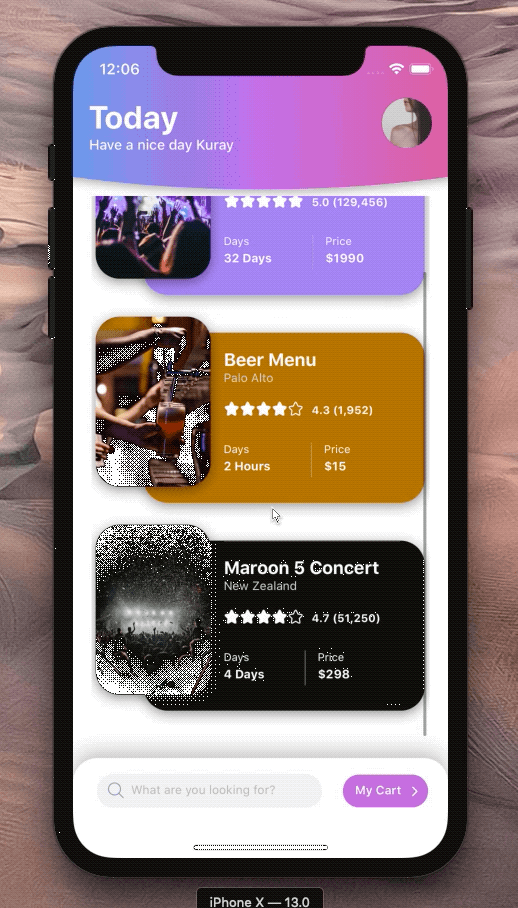 12:06
Today
Have a nice day Kuray
5.0 (129,456)
Days Price
32 Days $1990
Beer Menu
Palo Alto
4.3 (1,952)
Days Price
2 Hours $15
Maroon 5 Concert
New Zealand
4.7 (51,250)
Days Price
4 Days $298
What are you looking for? My Cart
iPhone X — 13.0